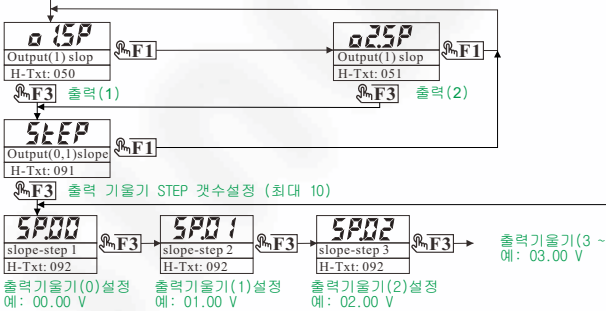 o1.SP
Output(1) slop
H-Txt: 050
F1
F3 출력(1)
o2.SP
Output(1) slop
H-Txt: 051
F1
F3 출력(2)
StEP
Output(0,1)slope
H-Txt: 091
F1
F3 출력 기울기 STEP 갯수설정 (최대 10)
SP.00
slope-step 1
H-Txt: 092
F3
출력기울기(0)설정
예: 00.00 V
SP.01
slope-step 2
H-Txt: 092
F3
출력기울기(1)설정
예: 01.00 V
SP.02
slope-step 3
H-Txt: 092
F3
출력기울기(2)설정
예: 02.00 V
출력기울기(3 ~
예: 03.00 V